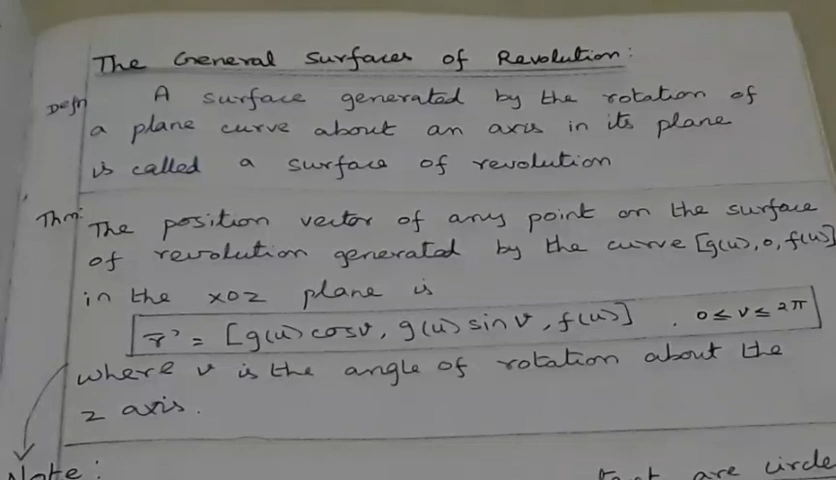 The General Surfaces of Revolution:
Defn A surface generated by the rotation of
a plane curve about an axis in its plane
is called a surface of revolution
Thm: The position vector of any point on the surface
of revolution generated by the curve [g(u), 0, f(u)]
in the xoz plane is
r⃗ = [g(u) cosv, g(u) sin v, f(u)] . 0 ≤ v ≤ 2π
where v is the angle of rotation about the
z axis.
Note: are circle